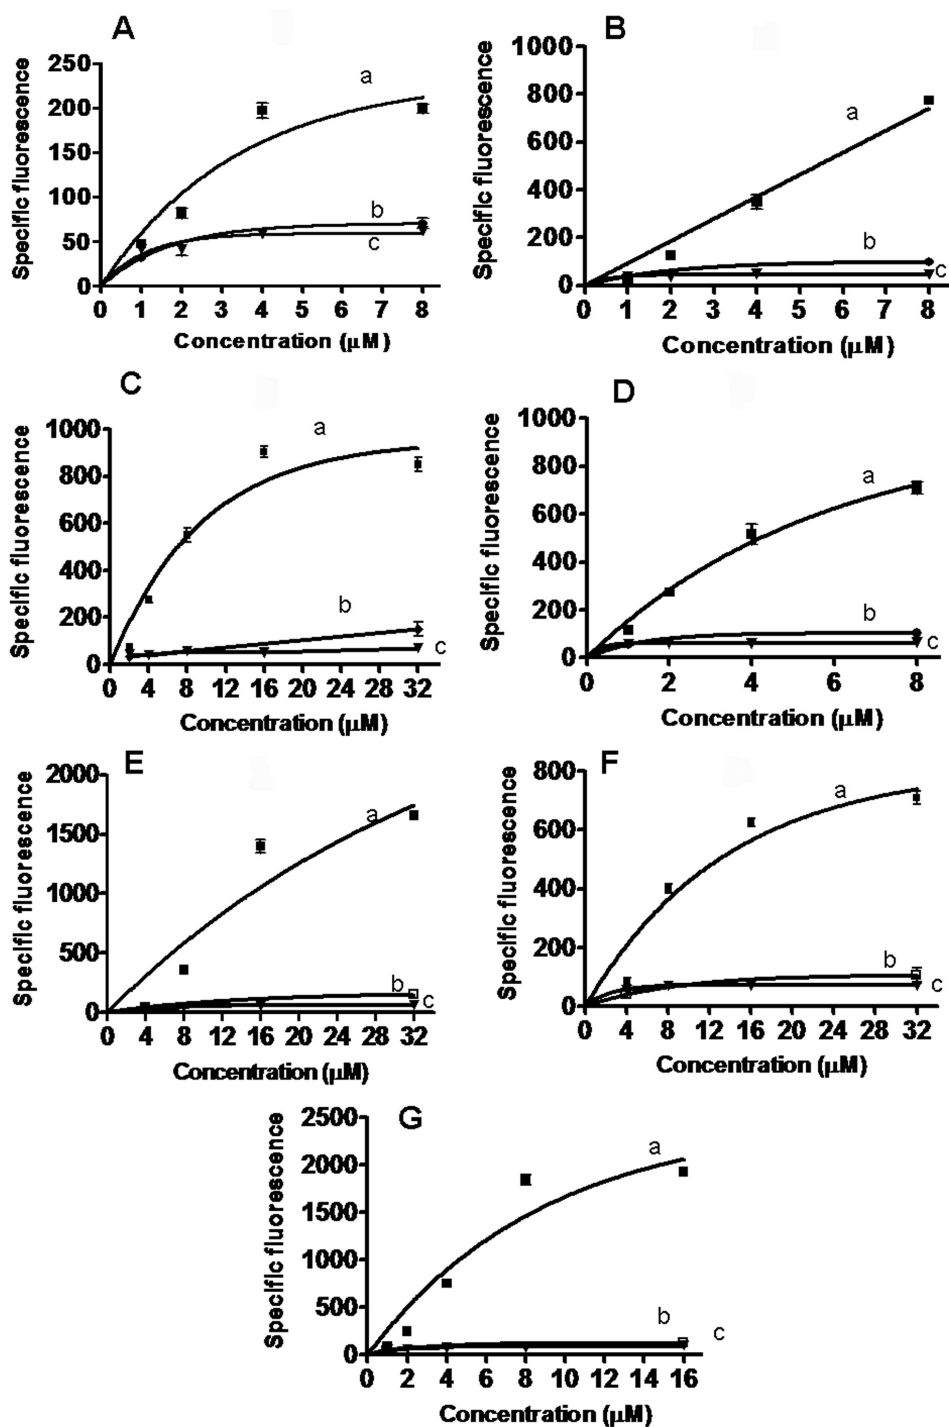 A
Specific fluorescence
250
200
150
100
50
0
a
b
c
0 1 2 3 4 5 6 7 8
Concentration (μM)
B
Specific fluorescence
1000
800
600
400
200
0
a
b
c
0 1 2 3 4 5 6 7 8
Concentration (μM)
C
Specific fluorescence
1000
800
600
400
200
0
a
b
c
0 4 8 12 16 20 24 28 32
Concentration (μM)
D
Specific fluorescence
1000
800
600
400
200
0
a
b
c
0 2 4 6 8
Concentration (μM)
E
Specific fluorescence
2000
1500
1000
500
0
a
b
c
0 4 8 12 16 20 24 28 32
Concentration (μM)
F
Specific fluorescence
800
600
400
200
0
a
b
c
0 4 8 12 16 20 24 28 32
Concentration (μM)
G
Specific fluorescence
2500
2000
1500
1000
500
0
a
b
c
0 2 4 6 8 10 12 14 16
Concentration (μM)